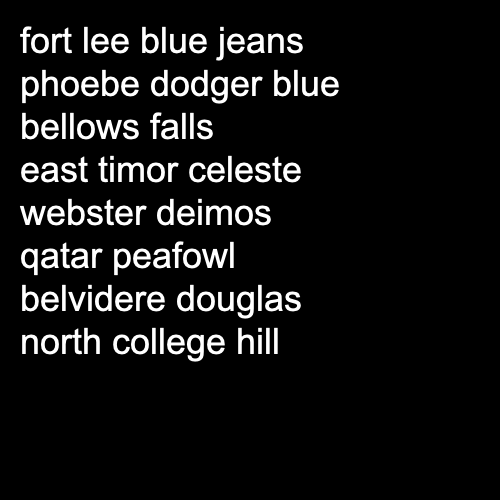 fort lee blue jeans
phoebe dodger blue
bellows falls
east timor celeste
webster deimos
qatar peafowl
belvidere douglas
north college hill